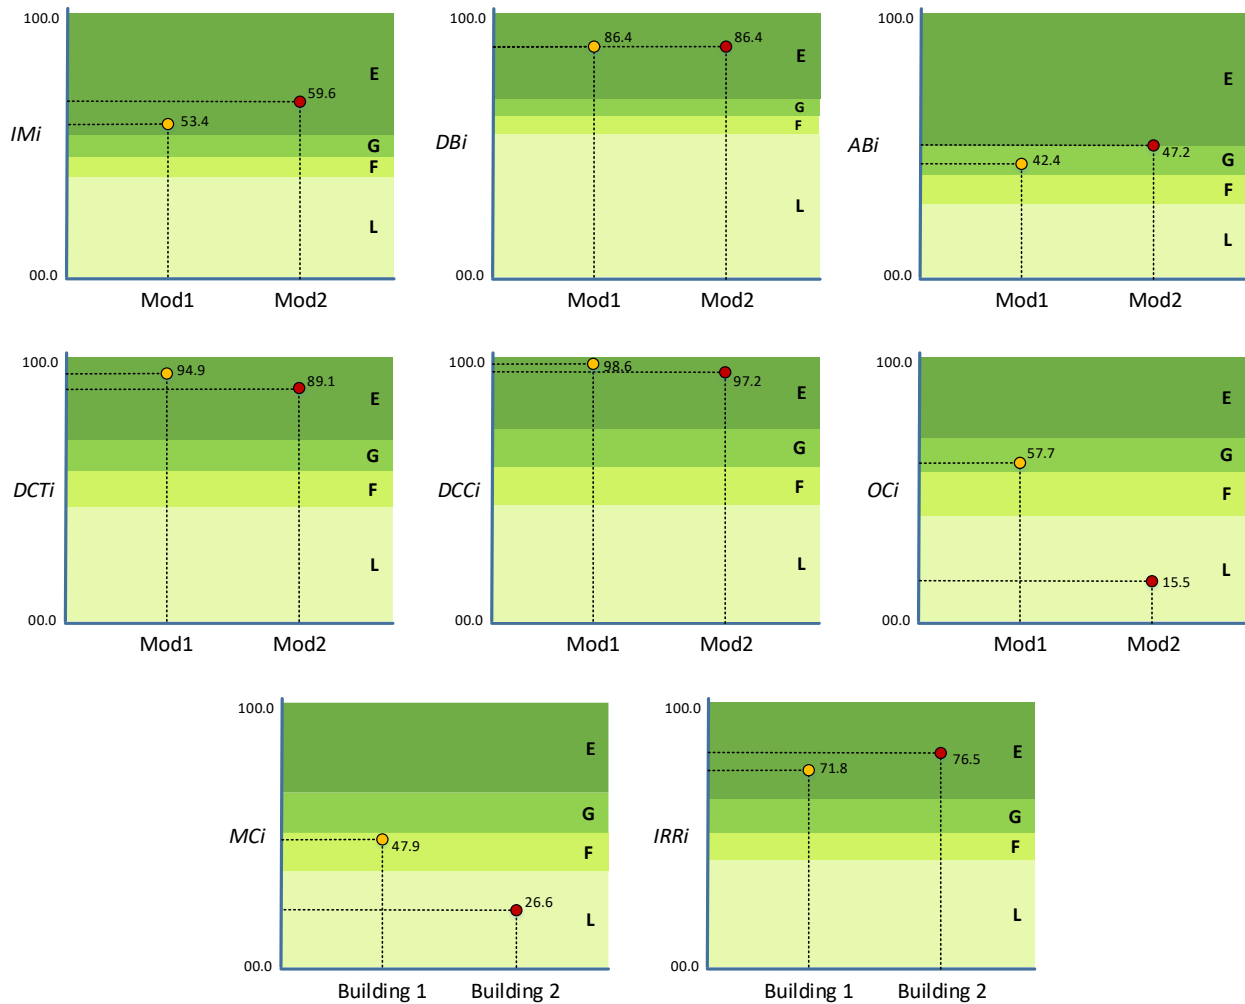 100.0
E
59.6
53.4
IMi
G
F
L
00.0
Mod1 Mod2
100.0
86.4 86.4
E
G
F
DBi
L
00.0
Mod1 Mod2
100.0
E
47.2
42.4
ABi
G
F
L
00.0
Mod1 Mod2
100.0
94.9
89.1
E
G
DCTi
F
L
00.0
Mod1 Mod2
100.0
98.6
97.2
E
G
DCCi
F
L
00.0
Mod1 Mod2
100.0
E
57.7
G
OCi
F
L
15.5
00.0
Mod1 Mod2
100.0
E
G
MCi
47.9
F
26.6
L
00.0
Building 1 Building 2
100.0
E
76.5
71.8
G
IRRi
F
L
00.0
Building 1 Building 2